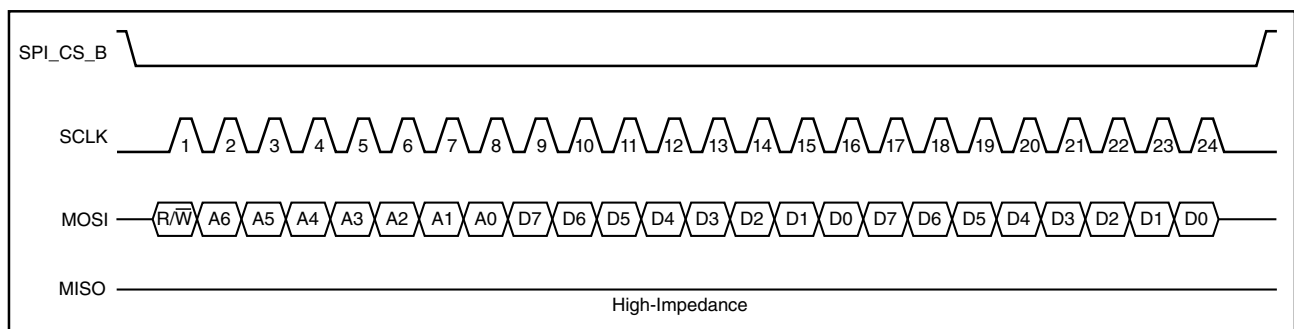 SPI_CS_B
SCLK 1 2 3 4 5 6 7 8 9 10 11 12 13 14 15 16 17 18 19 20 21 22 23 24
MOSI R/W̅ A6 A5 A4 A3 A2 A1 A0 D7 D6 D5 D4 D3 D2 D1 D0 D7 D6 D5 D4 D3 D2 D1 D0
MISO
High-Impedance